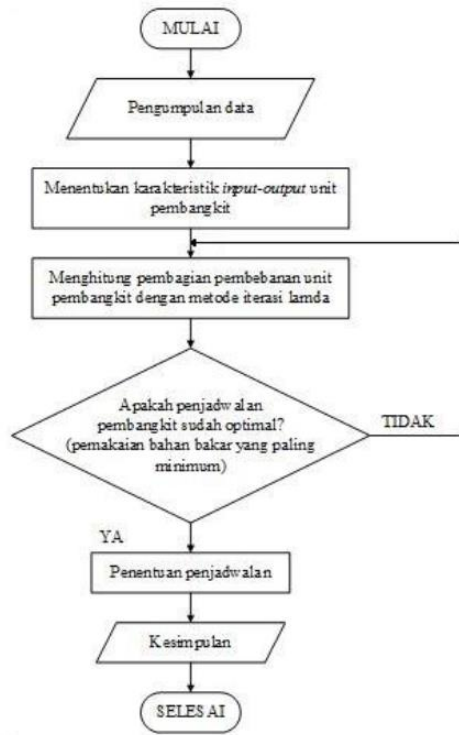 MULAI
Pengumpulan data
Menentukan karakteristik input-output unit
pembangkit
Menghitung pembagian pembebanan unit
pembangkit dengan metode iterasi lamda
Apakah penjadwalan
pembangkit sudah optimal?
(pemakaian bahan bakar yang paling
minimum)
TIDAK
YA
Penentuan penjadwalan
Kesimpulan
SELESAI